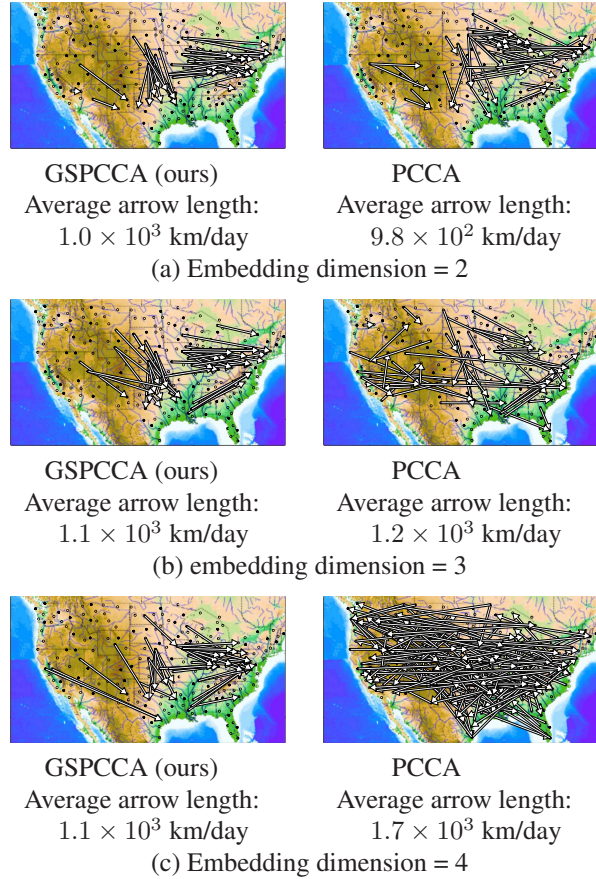 GSPCCA (ours) PCCA
Average arrow length: Average arrow length:
1.0 × 10³ km/day 9.8 × 10² km/day
(a) Embedding dimension = 2
GSPCCA (ours) PCCA
Average arrow length: Average arrow length:
1.1 × 10³ km/day 1.2 × 10³ km/day
(b) embedding dimension = 3
GSPCCA (ours) PCCA
Average arrow length: Average arrow length:
1.1 × 10³ km/day 1.7 × 10³ km/day
(c) Embedding dimension = 4